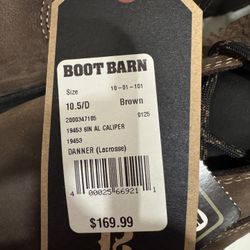 BOOT BARN
Size 10-01-101
10.5/D Brown
2000347105 0125
19453 6IN AL CALIPER
19453
DANNER (Lacrosse)
4 00025 66921 1
$169.99